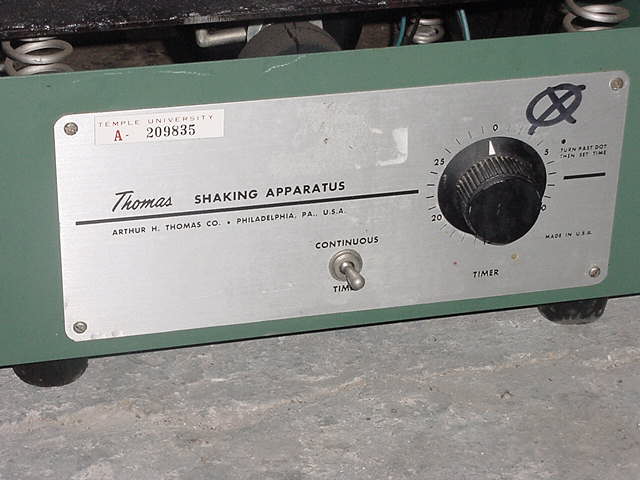 TEMPLE UNIVERSITY
A- 209835
Thomas SHAKING APPARATUS
ARTHUR H. THOMAS CO. • PHILADELPHIA, PA., U.S.A.
CONTINUOUS
0
5
25
20
TURN PAST DOT
THEN SET TIME
MADE IN U.S.A.
TIMER